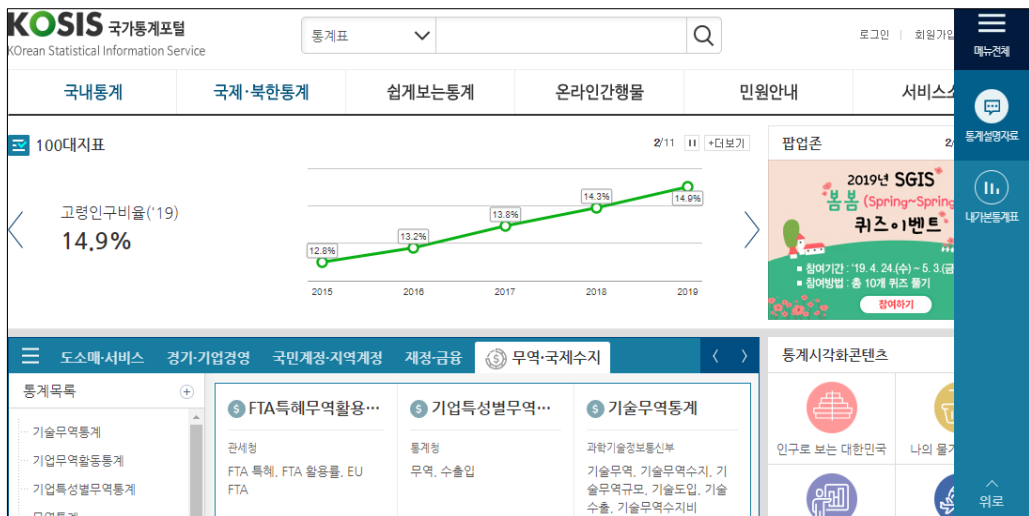 KOSIS 국가통계포털
KOrean Statistical Information Service
통계표
로그인 | 회원가입
메뉴전체
국내통계 국제·북한통계 쉽게보는통계 온라인간행물 민원안내 서비스소
통계설명자료
내가본통계표
위로
100대지표
2/11 +더보기
고령인구비율('19)
14.9%
12.8% 13.2% 13.8% 14.3% 14.9%
2015 2016 2017 2018 2019
팝업존 2/
2019년 SGIS
봄봄 (Spring~Spring
퀴즈이벤트
■ 참여기간 : '19. 4. 24.(수) ~ 5. 3.(금
■ 참여방법 : 총 10개 퀴즈 풀기
참여하기
도소매·서비스 경기·기업경영 국민계정·지역계정 재정·금융 무역·국제수지
통계목록
기술무역통계
기업무역활동통계
기업특성별무역통계
무역통계
FTA특혜무역활용…
관세청
FTA 특혜, FTA 활용률, EU
FTA
기업특성별무역…
통계청
무역, 수출입
기술무역통계
과학기술정보통신부
기술무역, 기술무역수지, 기
술무역규모, 기술도입, 기술
수출, 기술무역수지비
통계시각화콘텐츠
인구로 보는 대한민국
나의 물가